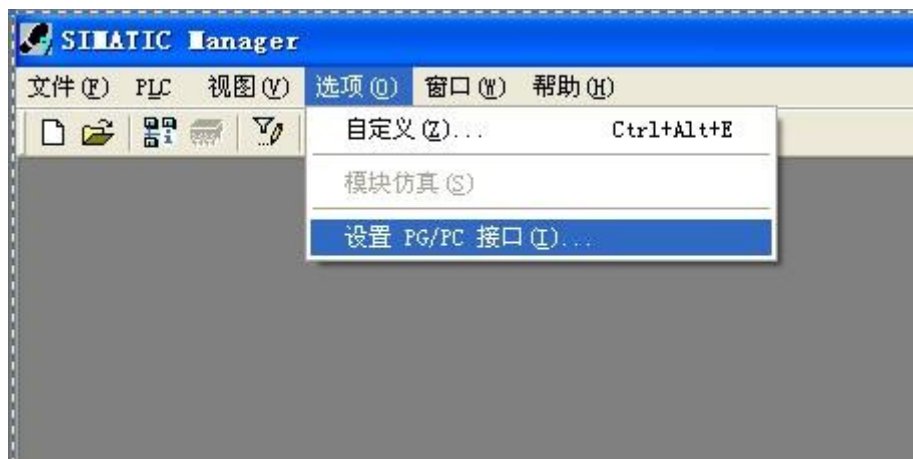 SIMATIC Manager
文件(F) PLC 视图(V) 选项(O) 窗口(W) 帮助(H)
自定义(Z)... Ctrl+Alt+E
模块仿真(S)
设置 PG/PC 接口(I)...